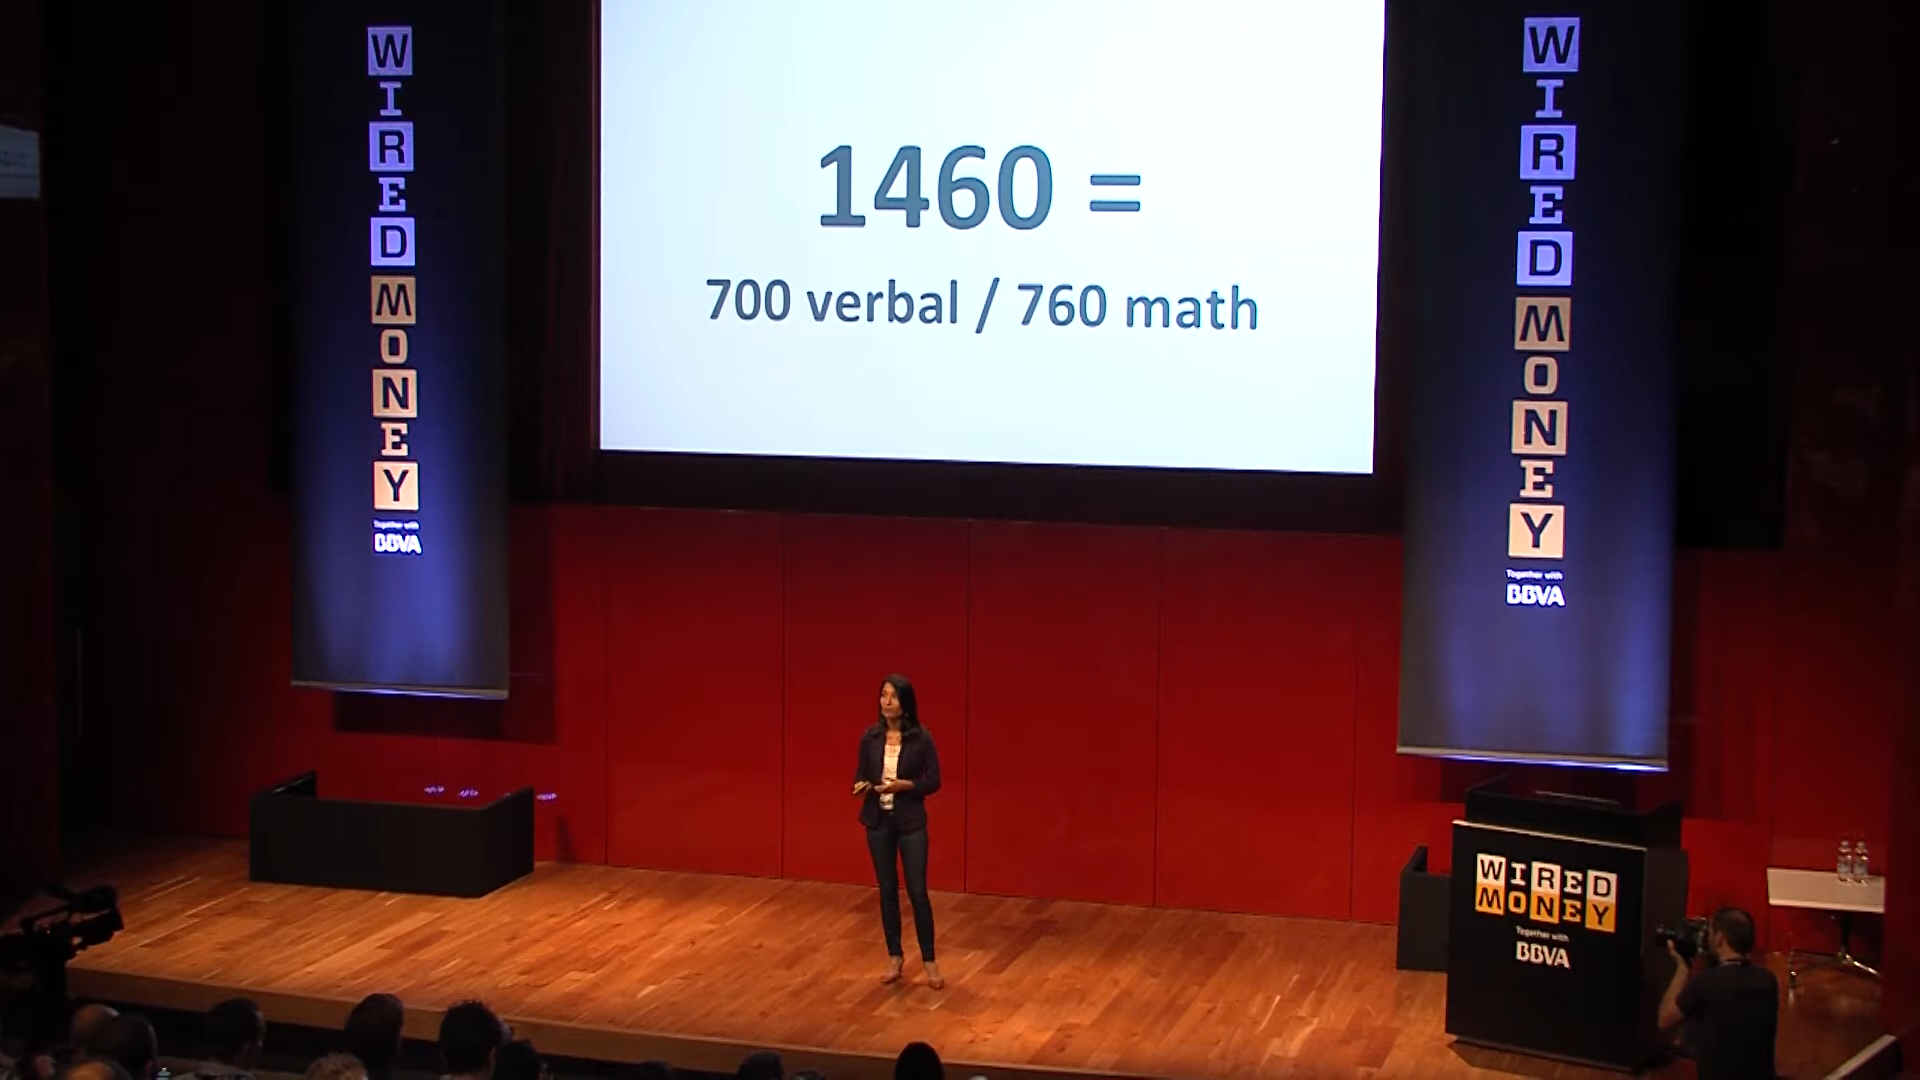 WIRED MONEY
Together with
BBVA
1460 =
700 verbal / 760 math
WIRED MONEY
Together with
BBVA
WIRED
MONEY
Together with
BBVA